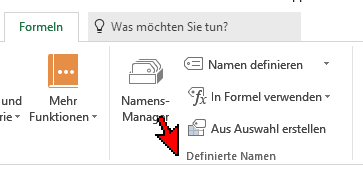 Formeln
Was möchten Sie tun?
und
rie
Mehr
Funktionen
Namens-
Manager
Namen definieren
In Formel verwenden
Aus Auswahl erstellen
Definierte Namen